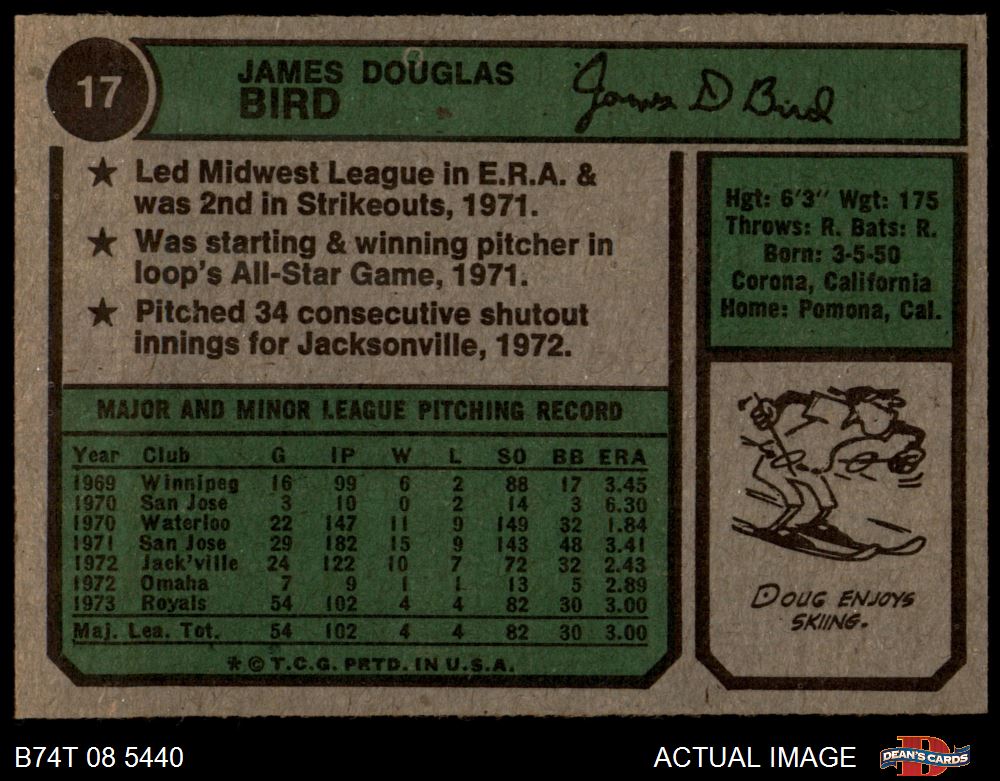 17
JAMES DOUGLAS
BIRD
James D Bird
★ Led Midwest League in E.R.A. &
was 2nd in Strikeouts, 1971.
★ Was starting & winning pitcher in
loop's All-Star Game, 1971.
★ Pitched 34 consecutive shutout
innings for Jacksonville, 1972.
Hgt: 6'3" Wgt: 175
Throws: R. Bats: R.
Born: 3-5-50
Corona, California
Home: Pomona, Cal.
MAJOR AND MINOR LEAGUE PITCHING RECORD
Year Club G IP W L SO BB ERA
1969 Winnipeg 16 99 6 2 88 17 3.45
1970 San Jose 3 10 0 2 14 3 6.30
1970 Waterloo 22 147 11 9 149 32 1.84
1971 San Jose 29 182 15 9 143 48 3.41
1972 Jack'ville 24 122 10 7 72 32 2.43
1972 Omaha 7 9 1 1 13 5 2.89
1973 Royals 54 102 4 4 82 30 3.00
Maj. Lea. Tot. 54 102 4 4 82 30 3.00
* © T.C.G. PRTD. IN U.S.A.
DOUG ENJOYS
SKIING.
B74T 08 5440
ACTUAL IMAGE
DEAN'S CARDS